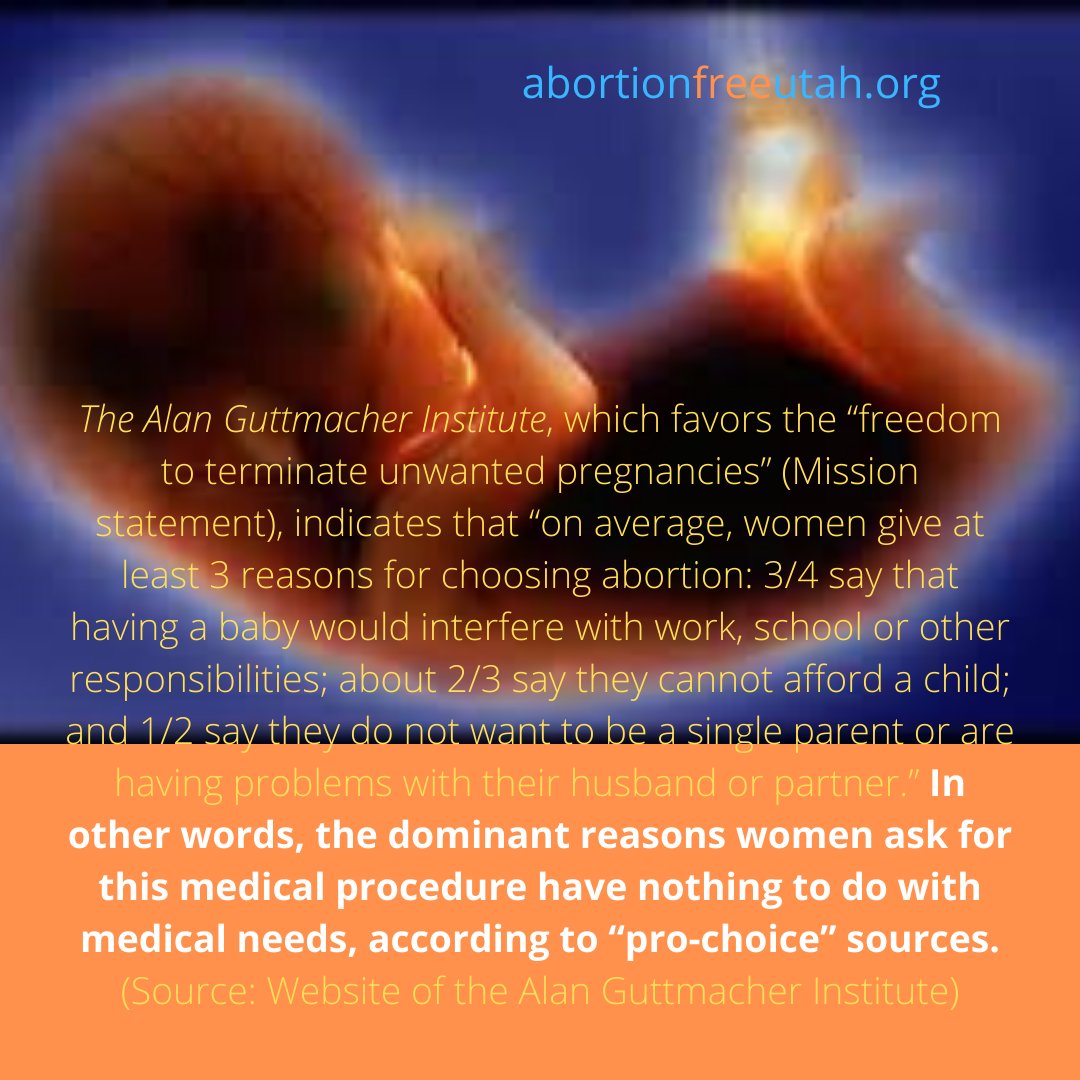 abortionfreeutah.org
The Alan Guttmacher Institute, which favors the “freedom
to terminate unwanted pregnancies” (Mission
statement), indicates that “on average, women give at
least 3 reasons for choosing abortion: 3/4 say that
having a baby would interfere with work, school or other
responsibilities; about 2/3 say they cannot afford a child;
and 1/2 say they do not want to be a single parent or are
having problems with their husband or partner.” In
other words, the dominant reasons women ask for
this medical procedure have nothing to do with
medical needs, according to “pro-choice” sources.
(Source: Website of the Alan Guttmacher Institute)